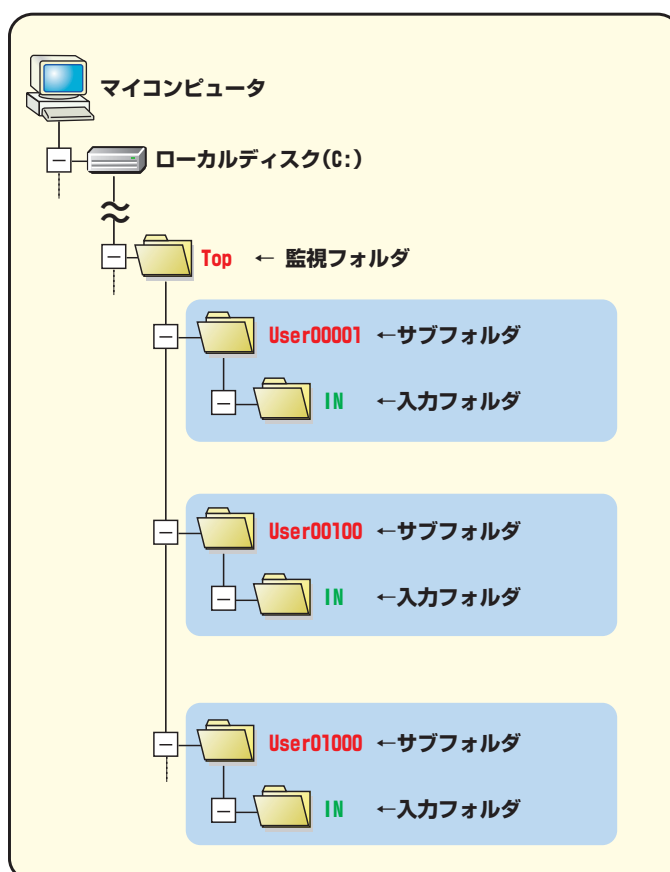 マイコンピュータ
ローカルディスク(C:)
Top ← 監視フォルダ
User00001 ←サブフォルダ
IN ←入力フォルダ
User00100 ←サブフォルダ
IN ←入力フォルダ
User01000 ←サブフォルダ
IN ←入力フォルダ